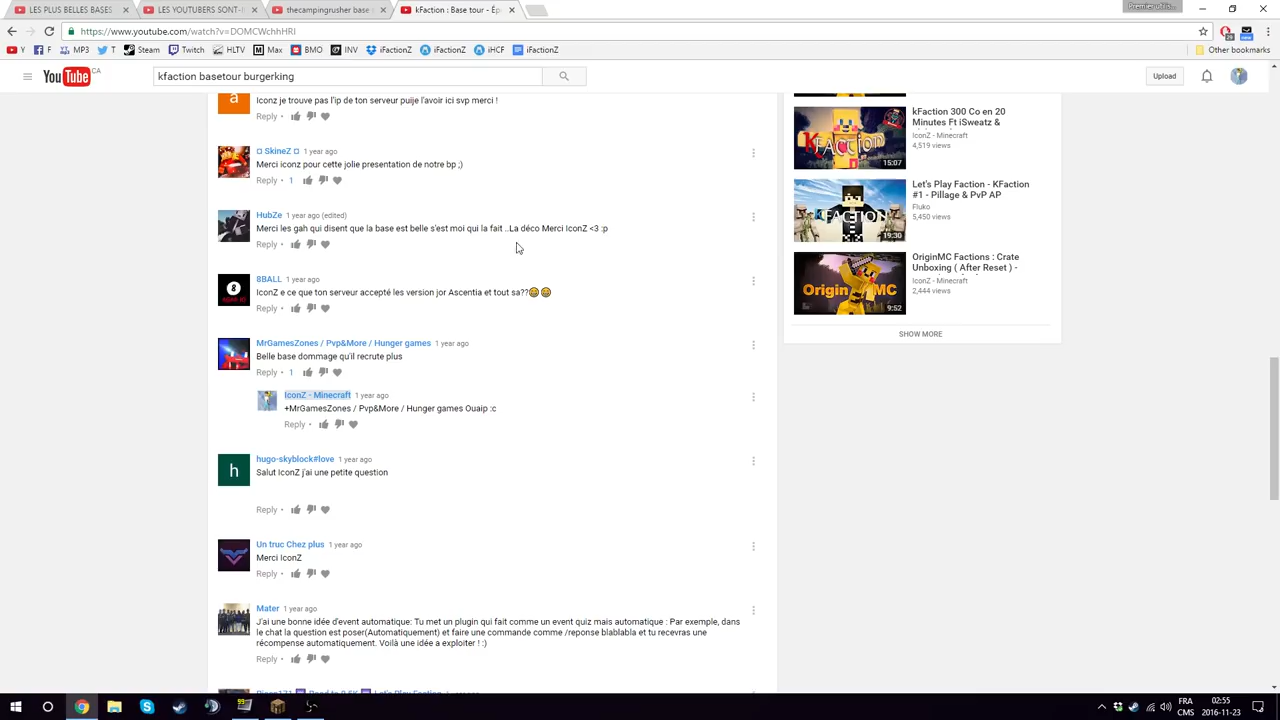 LES PLUS BELLES BASES
LES YOUTUBERS SONT-I
thecampingrusher base s
kFaction : Base tour - Ép
https://www.youtube.com/watch?v=DOMCWchhHRI
Y
F
MP3
T
Steam
Twitch
HLTV
Max
BMO
INV
iFactionZ
iFactionZ
HCF
iFactionZ
Other bookmarks
YouTube CA
kfaction basetour burgerking
Upload
Iconz je trouve pas l'ip de ton serveur puije l'avoir ici svp merci !
Reply •
¤ SkineZ ¤ 1 year ago
Merci iconz pour cette jolie presentation de notre bp ;)
Reply • 1
HubZe 1 year ago (edited)
Merci les gah qui disent que la base est belle s'est moi qui la fait ..La déco Merci IconZ <3 :p
Reply •
8BALL 1 year ago
IconZ e ce que ton serveur accepté les version jor Ascentia et tout sa??
Reply •
MrGamesZones / Pvp&More / Hunger games 1 year ago
Belle base dommage qu'il recrute plus
Reply • 1
IconZ - Minecraft 1 year ago
+MrGamesZones / Pvp&More / Hunger games Ouaip :c
Reply •
h
hugo-skyblock#love 1 year ago
Salut IconZ j'ai une petite question
Reply •
Un truc Chez plus 1 year ago
Merci IconZ
Reply •
Mater 1 year ago
J'ai une bonne idée d'event automatique: Tu met un plugin qui fait comme un event quiz mais automatique : Par exemple, dans
le chat la question est poser(Automatiquement) et faire une commande comme /reponse blablabla et tu recevras une
récompense automatiquement. Voilà une idée a exploiter ! :)
Reply •
kFaction 300 Co en 20
Minutes Ft iSweatz &
IconZ - Minecraft
4,519 views
KFACTION
15:07
Let's Play Faction - KFaction
#1 - Pillage & PvP AP
Fluko
5,450 views
19:30
OriginMC Factions : Crate
Unboxing ( After Reset ) -
IconZ - Minecraft
2,444 views
Origin MC
9:52
SHOW MORE
FRA
CMS
02:55
2016-11-23